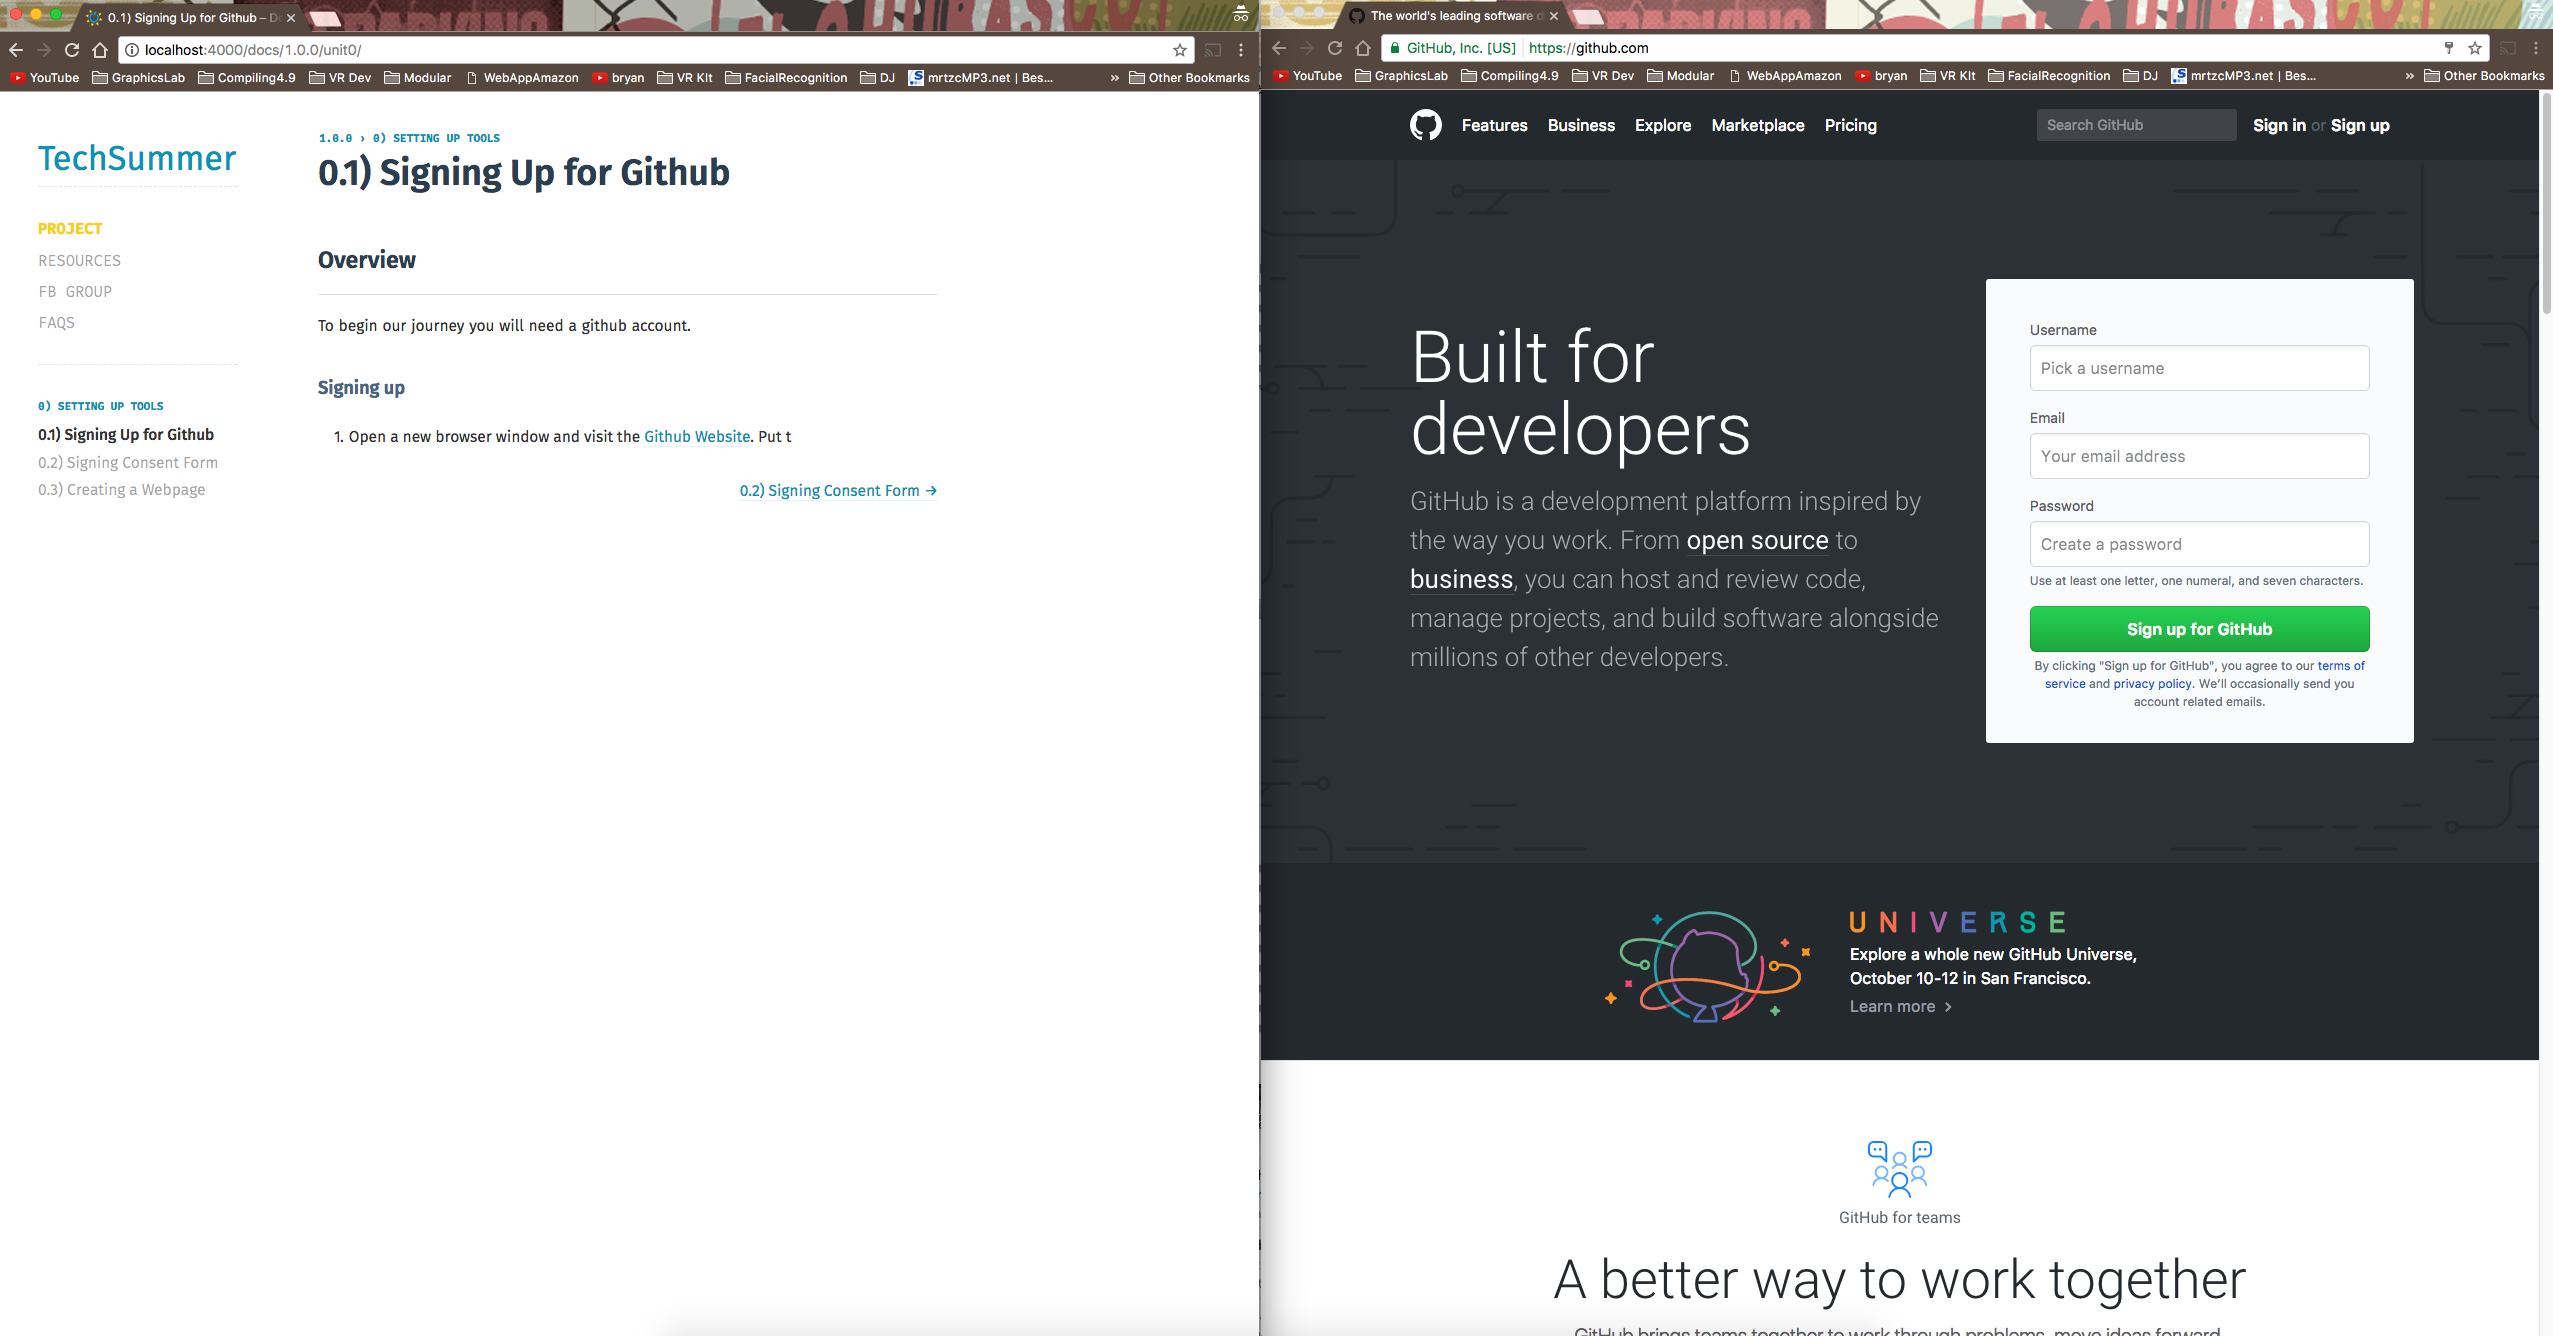 0.1) Signing Up for Github – D
localhost:4000/docs/1.0.0/unit0/
YouTube GraphicsLab Compiling4.9 VR Dev Modular WebAppAmazon bryan VR KIt FacialRecognition DJ mrtzcMP3.net | Bes... » Other Bookmarks
TechSummer
PROJECT
RESOURCES
FB GROUP
FAQS
0) SETTING UP TOOLS
0.1) Signing Up for Github
0.2) Signing Consent Form
0.3) Creating a Webpage
1.0.0 › 0) SETTING UP TOOLS
0.1) Signing Up for Github
Overview
To begin our journey you will need a github account.
Signing up
1. Open a new browser window and visit the Github Website. Put t
0.2) Signing Consent Form →
The world's leading software d
GitHub, Inc. [US] https://github.com
YouTube GraphicsLab Compiling4.9 VR Dev Modular WebAppAmazon bryan VR KIt FacialRecognition DJ mrtzcMP3.net | Bes... » Other Bookmarks
Features Business Explore Marketplace Pricing Search GitHub Sign in or Sign up
Built for
developers
GitHub is a development platform inspired by
the way you work. From open source to
business, you can host and review code,
manage projects, and build software alongside
millions of other developers.
Username
Pick a username
Email
Your email address
Password
Create a password
Use at least one letter, one numeral, and seven characters.
Sign up for GitHub
By clicking "Sign up for GitHub", you agree to our terms of
service and privacy policy. We'll occasionally send you
account related emails.
UNIVERSE
Explore a whole new GitHub Universe,
October 10-12 in San Francisco.
Learn more >
GitHub for teams
A better way to work together
GitHub brings teams together to work through problems, move ideas forward,